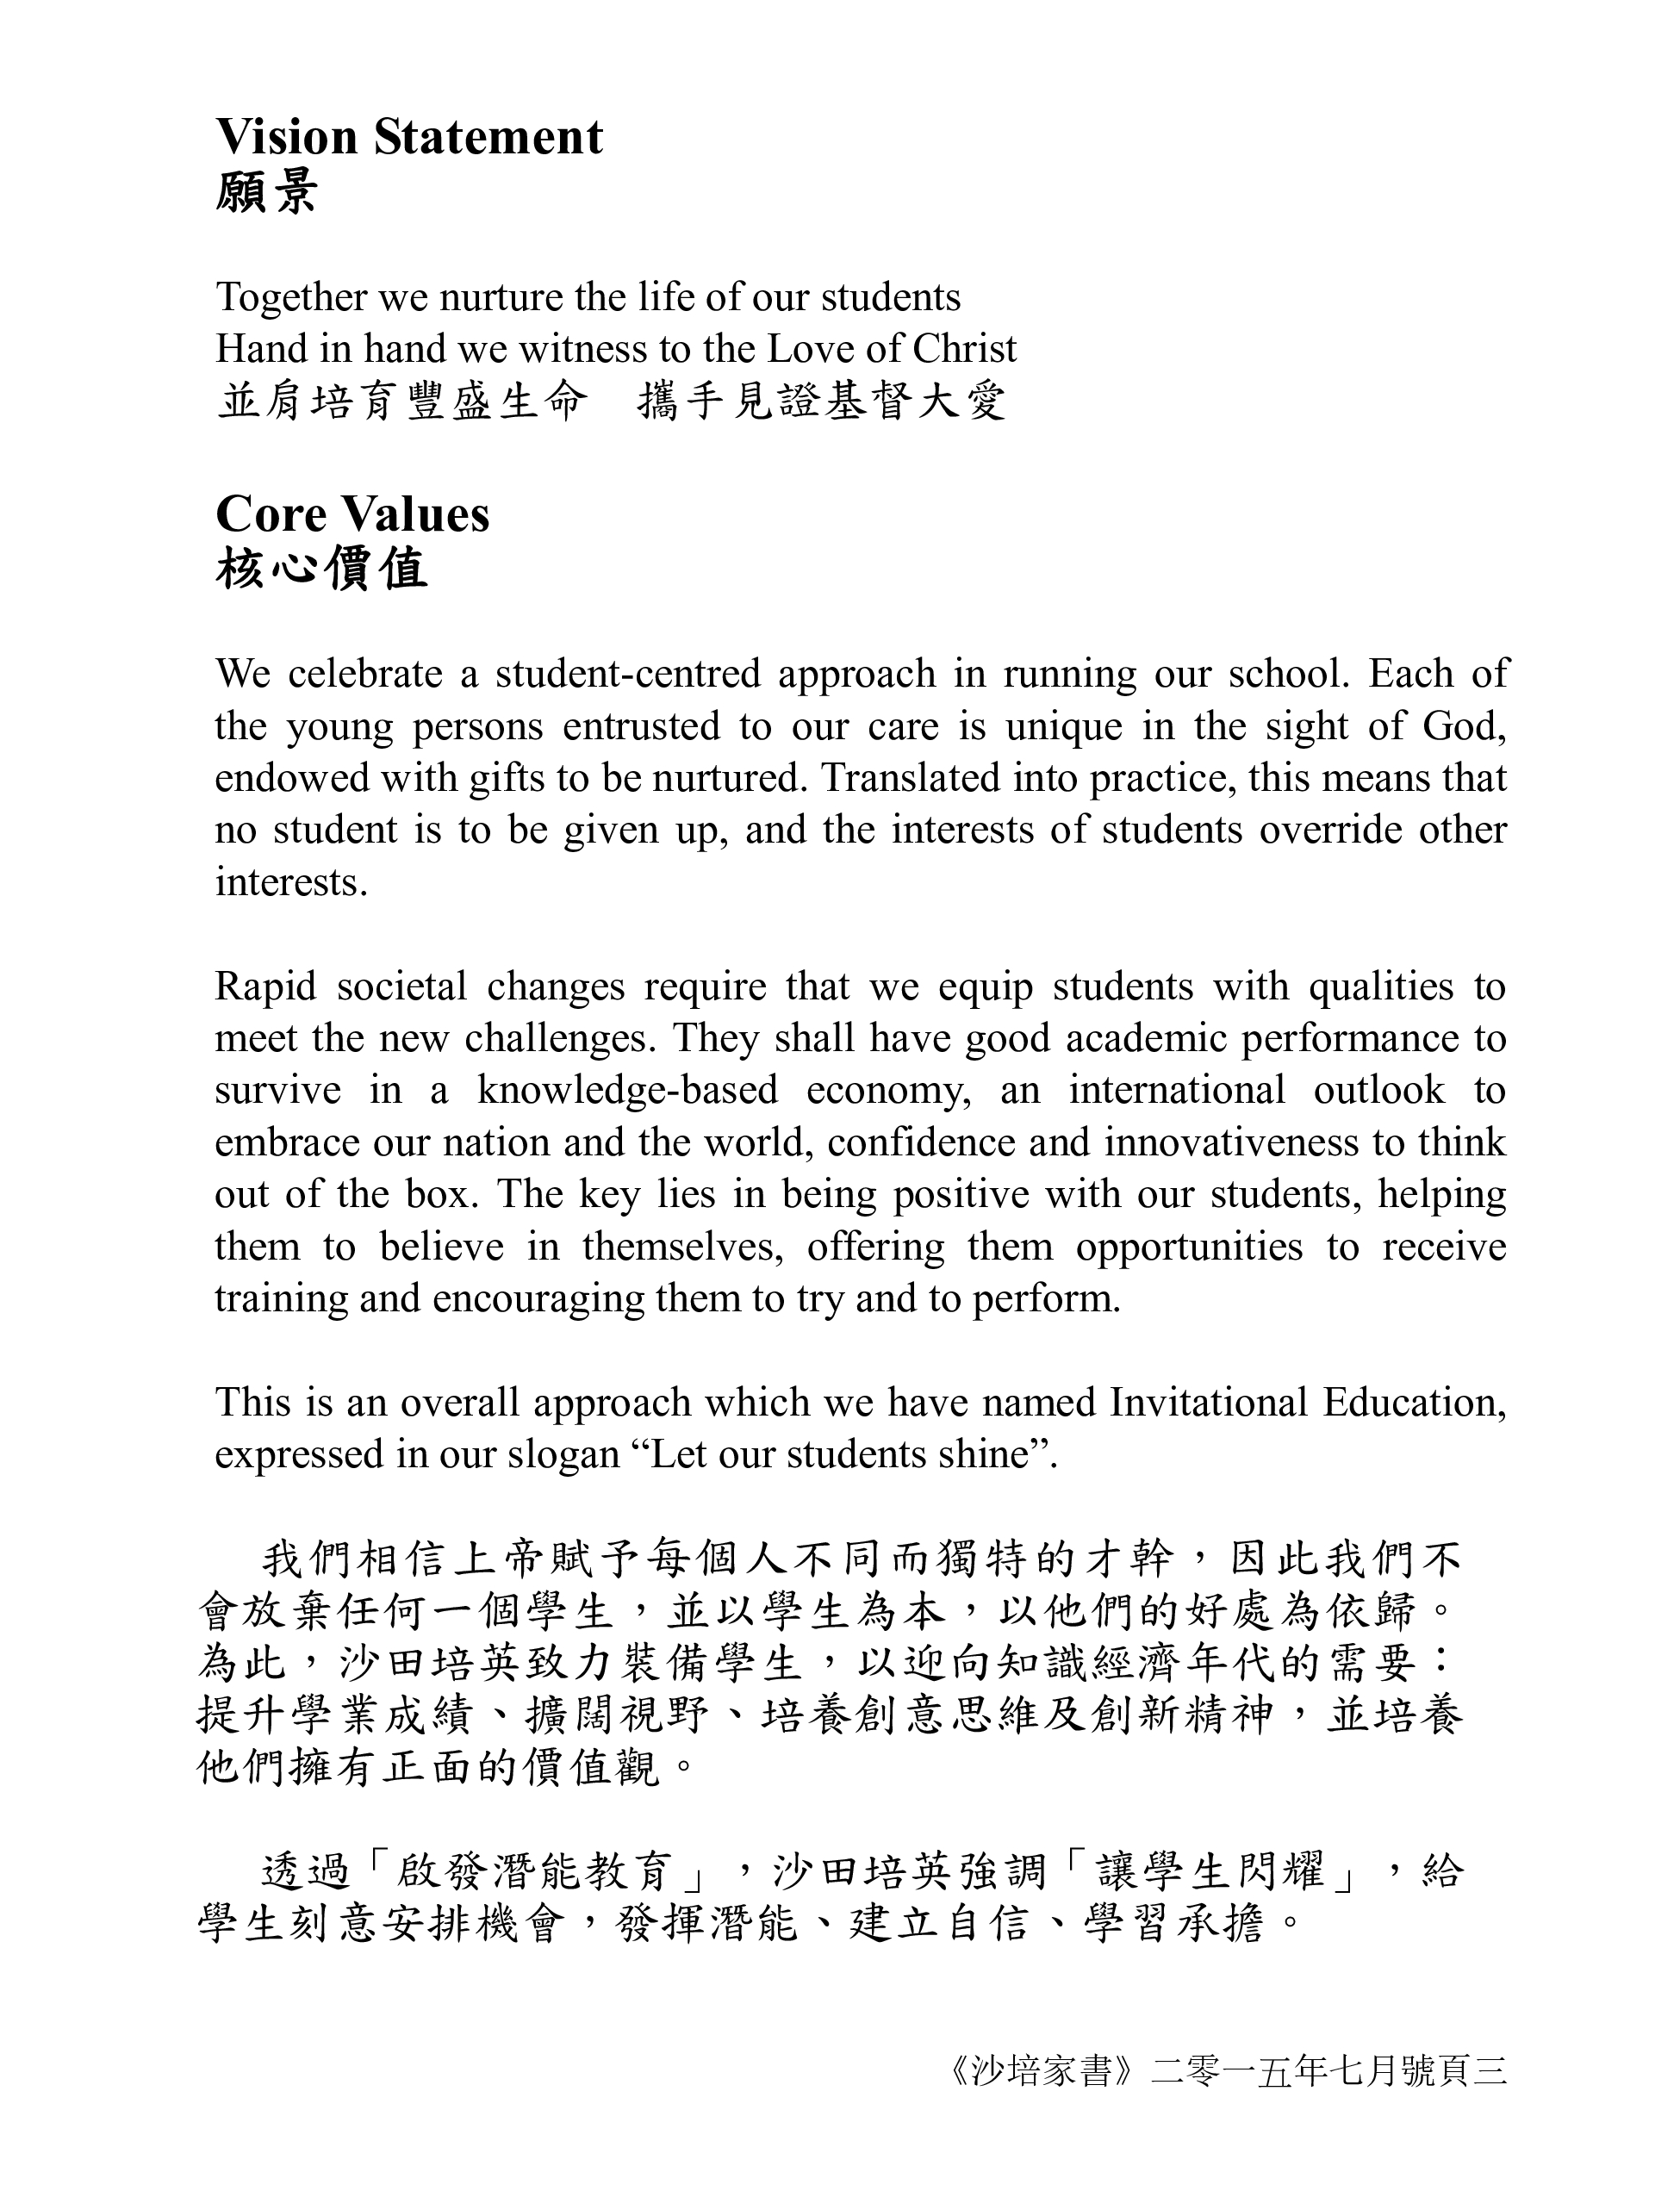 Vision Statement
願景
Together we nurture the life of our students
Hand in hand we witness to the Love of Christ
並肩培育豐盛生命　攜手見證基督大愛
Core Values
核心價值
We celebrate a student-centred approach in running our school. Each of
the young persons entrusted to our care is unique in the sight of God,
endowed with gifts to be nurtured. Translated into practice, this means that
no student is to be given up, and the interests of students override other
interests.
Rapid societal changes require that we equip students with qualities to
meet the new challenges. They shall have good academic performance to
survive in a knowledge-based economy, an international outlook to
embrace our nation and the world, confidence and innovativeness to think
out of the box. The key lies in being positive with our students, helping
them to believe in themselves, offering them opportunities to receive
training and encouraging them to try and to perform.
This is an overall approach which we have named Invitational Education,
expressed in our slogan “Let our students shine”.
我們相信上帝賦予每個人不同而獨特的才幹，因此我們不
會放棄任何一個學生，並以學生為本，以他們的好處為依歸。
為此，沙田培英致力裝備學生，以迎向知識經濟年代的需要：
提升學業成績、擴闊視野、培養創意思維及創新精神，並培養
他們擁有正面的價值觀。
透過「啟發潛能教育」，沙田培英強調「讓學生閃耀」，給
學生刻意安排機會，發揮潛能、建立自信、學習承擔。
《沙培家書》二零一五年七月號頁三